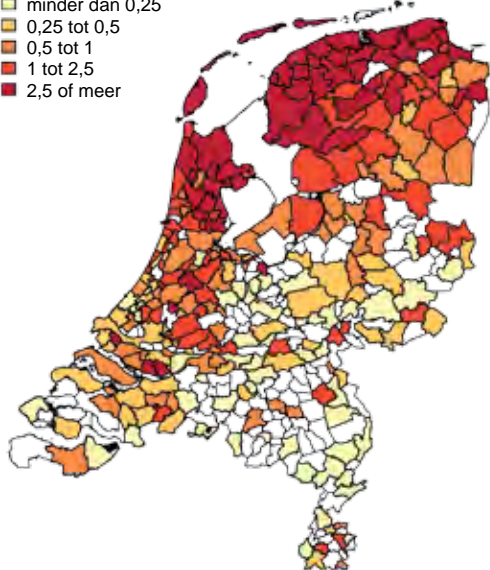 minder dan 0,25
0,25 tot 0,5
0,5 tot 1
1 tot 2,5
2,5 of meer